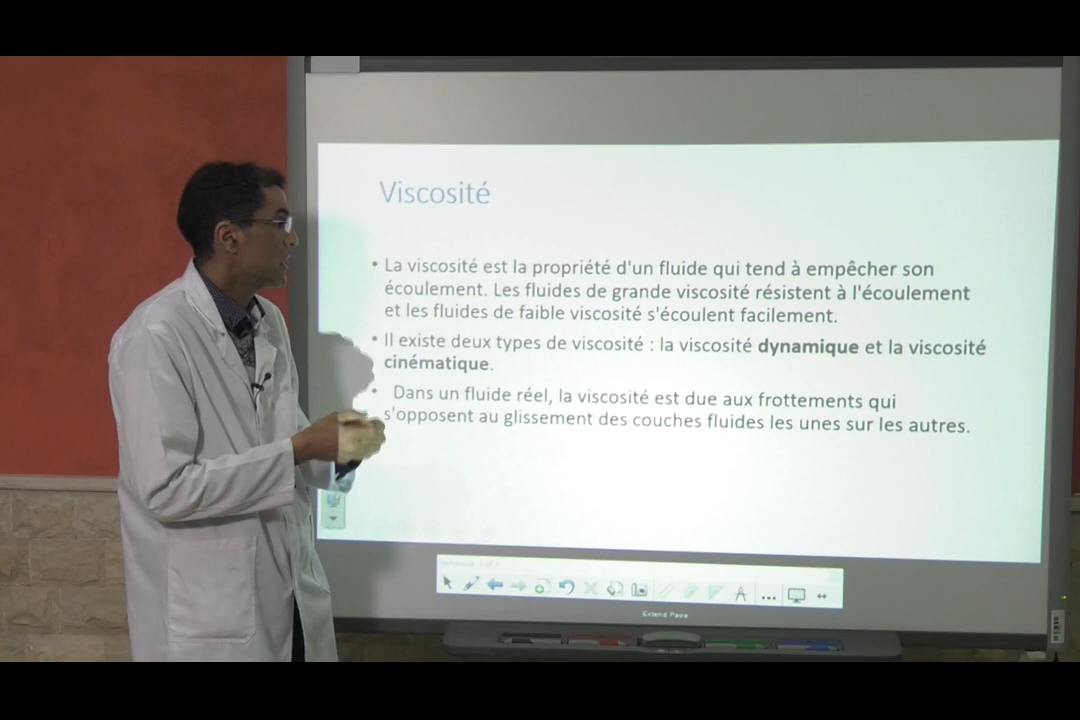 Viscosité
• La viscosité est la propriété d'un fluide qui tend à empêcher son
écoulement. Les fluides de grande viscosité résistent à l'écoulement
et les fluides de faible viscosité s'écoulent facilement.
• Il existe deux types de viscosité : la viscosité dynamique et la viscosité
cinématique.
• Dans un fluide réel, la viscosité est due aux frottements qui
s'opposent au glissement des couches fluides les unes sur les autres.
Extend Page